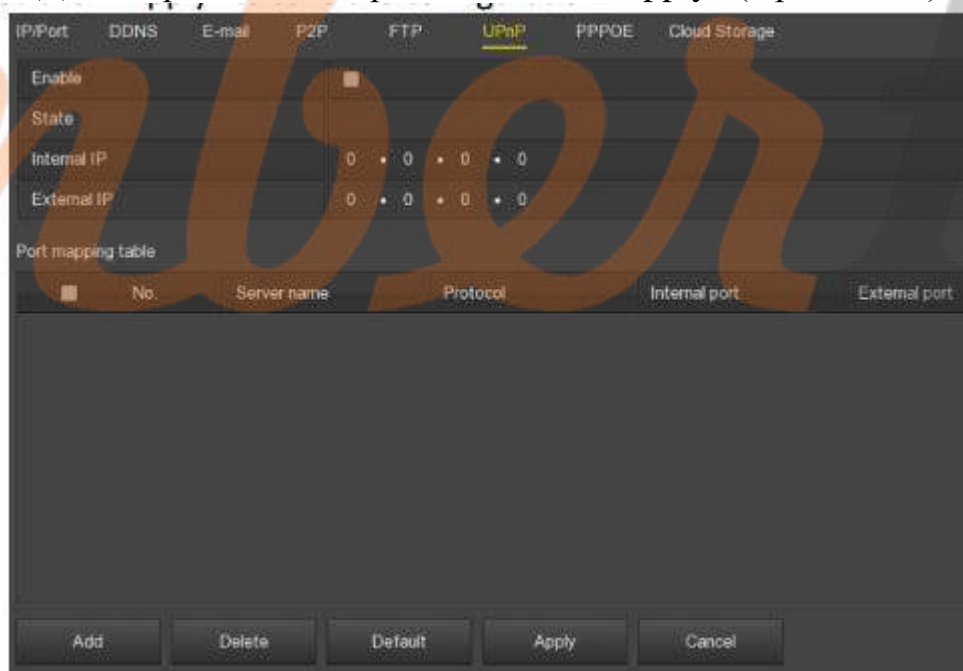 IP/Port DDNS E-mail P2P FTP UPnP PPPOE Cloud Storage
Enable
State
Internal IP 0 . 0 . 0 . 0
External IP 0 . 0 . 0 . 0
Port mapping table
No. Server name Protocol Internal port External port
Add Delete Default Apply Cancel